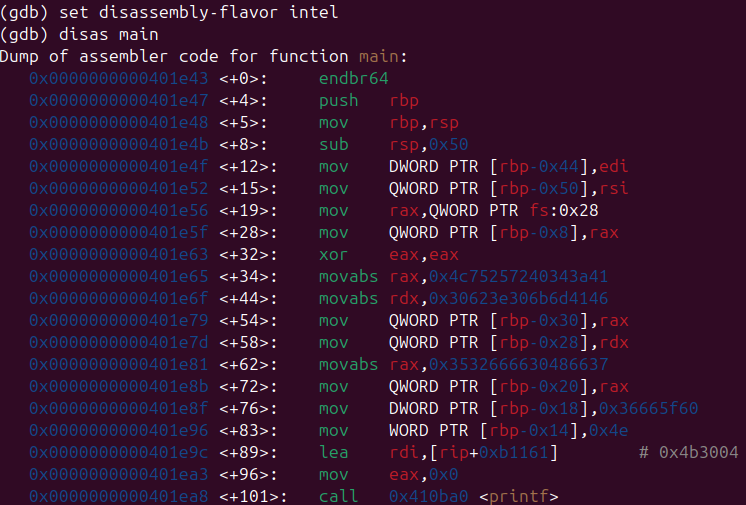 (gdb) set disassembly-flavor intel
(gdb) disas main
Dump of assembler code for function main:
   0x0000000000401e43 <+0>:     endbr64
   0x0000000000401e47 <+4>:     push   rbp
   0x0000000000401e48 <+5>:     mov    rbp,rsp
   0x0000000000401e4b <+8>:     sub    rsp,0x50
   0x0000000000401e4f <+12>:    mov    DWORD PTR [rbp-0x44],edi
   0x0000000000401e52 <+15>:    mov    QWORD PTR [rbp-0x50],rsi
   0x0000000000401e56 <+19>:    mov    rax,QWORD PTR fs:0x28
   0x0000000000401e5f <+28>:    mov    QWORD PTR [rbp-0x8],rax
   0x0000000000401e63 <+32>:    xor    eax,eax
   0x0000000000401e65 <+34>:    movabs rax,0x4c75257240343a41
   0x0000000000401e6f <+44>:    movabs rdx,0x30623e306b6d4146
   0x0000000000401e79 <+54>:    mov    QWORD PTR [rbp-0x30],rax
   0x0000000000401e7d <+58>:    mov    QWORD PTR [rbp-0x28],rdx
   0x0000000000401e81 <+62>:    movabs rax,0x3532666630486637
   0x0000000000401e8b <+72>:    mov    QWORD PTR [rbp-0x20],rax
   0x0000000000401e8f <+76>:    mov    DWORD PTR [rbp-0x18],0x36665f60
   0x0000000000401e96 <+83>:    mov    WORD PTR [rbp-0x14],0x4e
   0x0000000000401e9c <+89>:    lea    rdi,[rip+0xb1161]        # 0x4b3004
   0x0000000000401ea3 <+96>:    mov    eax,0x0
   0x0000000000401ea8 <+101>:   call   0x410ba0 <printf>